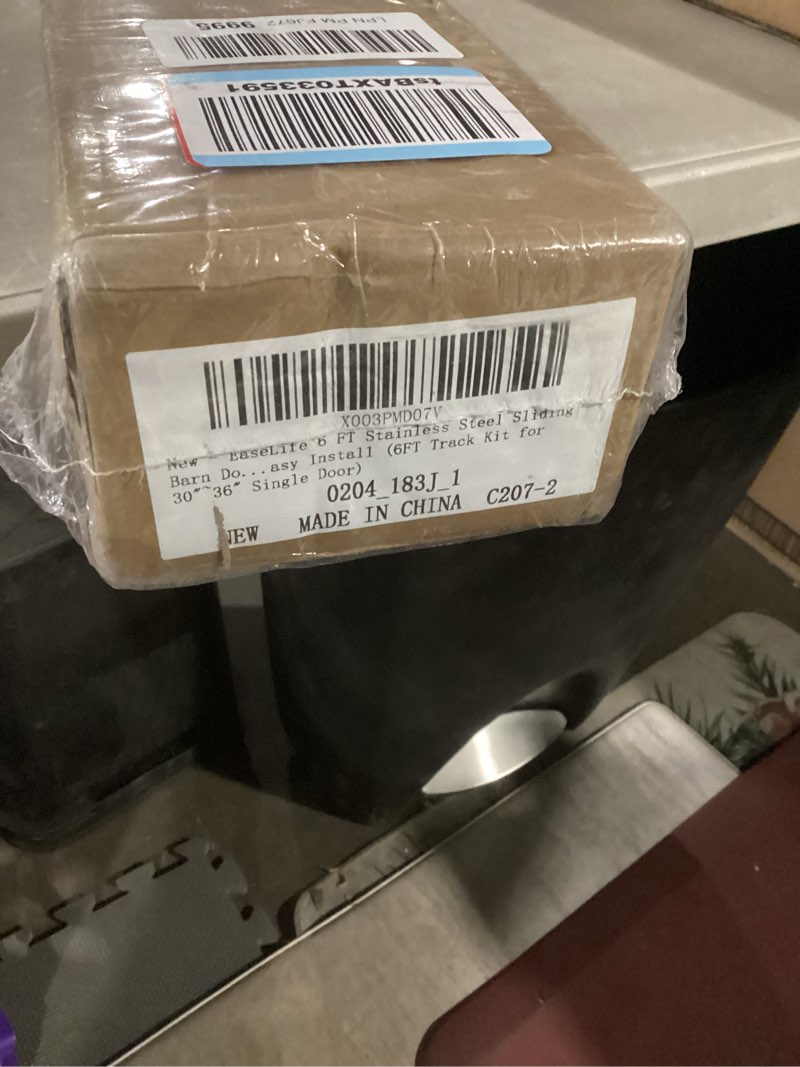 LPN PM FJ672 9995
tsBAXT033591
X003PMD07V
New - EaseLife 6 FT Stainless Steel Sliding
Barn Do...asy Install (6FT Track Kit for
30"~36" Single Door)
0204_183J_1
NEW MADE IN CHINA C207-2